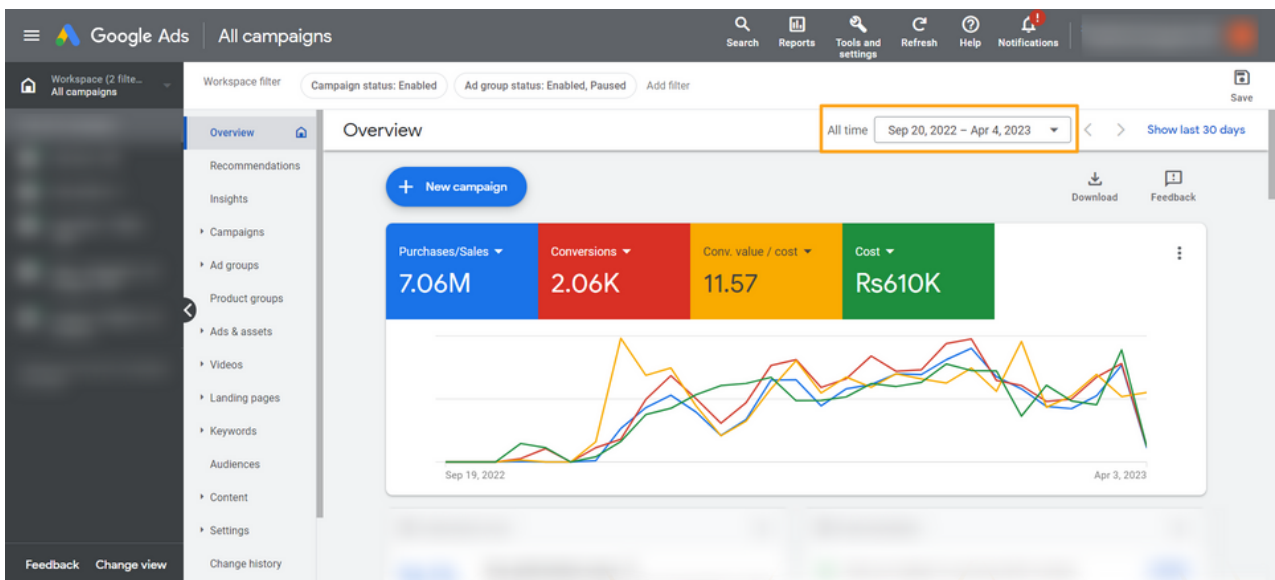 Google Ads
All campaigns
Search
Reports
Tools and
settings
Refresh
Help
Notifications
!
Workspace (2 filte...
All campaigns
Workspace filter
Campaign status: Enabled
Ad group status: Enabled, Paused
Add filter
Save
Overview
Recommendations
Insights
Campaigns
Ad groups
Product groups
Ads & assets
Videos
Landing pages
Keywords
Audiences
Content
Settings
Change history
Overview
All time
Sep 20, 2022 – Apr 4, 2023
Show last 30 days
New campaign
Download
Feedback
Purchases/Sales
7.06M
Conversions
2.06K
Conv. value / cost
11.57
Cost
Rs610K
Sep 19, 2022
Apr 3, 2023
Feedback
Change view